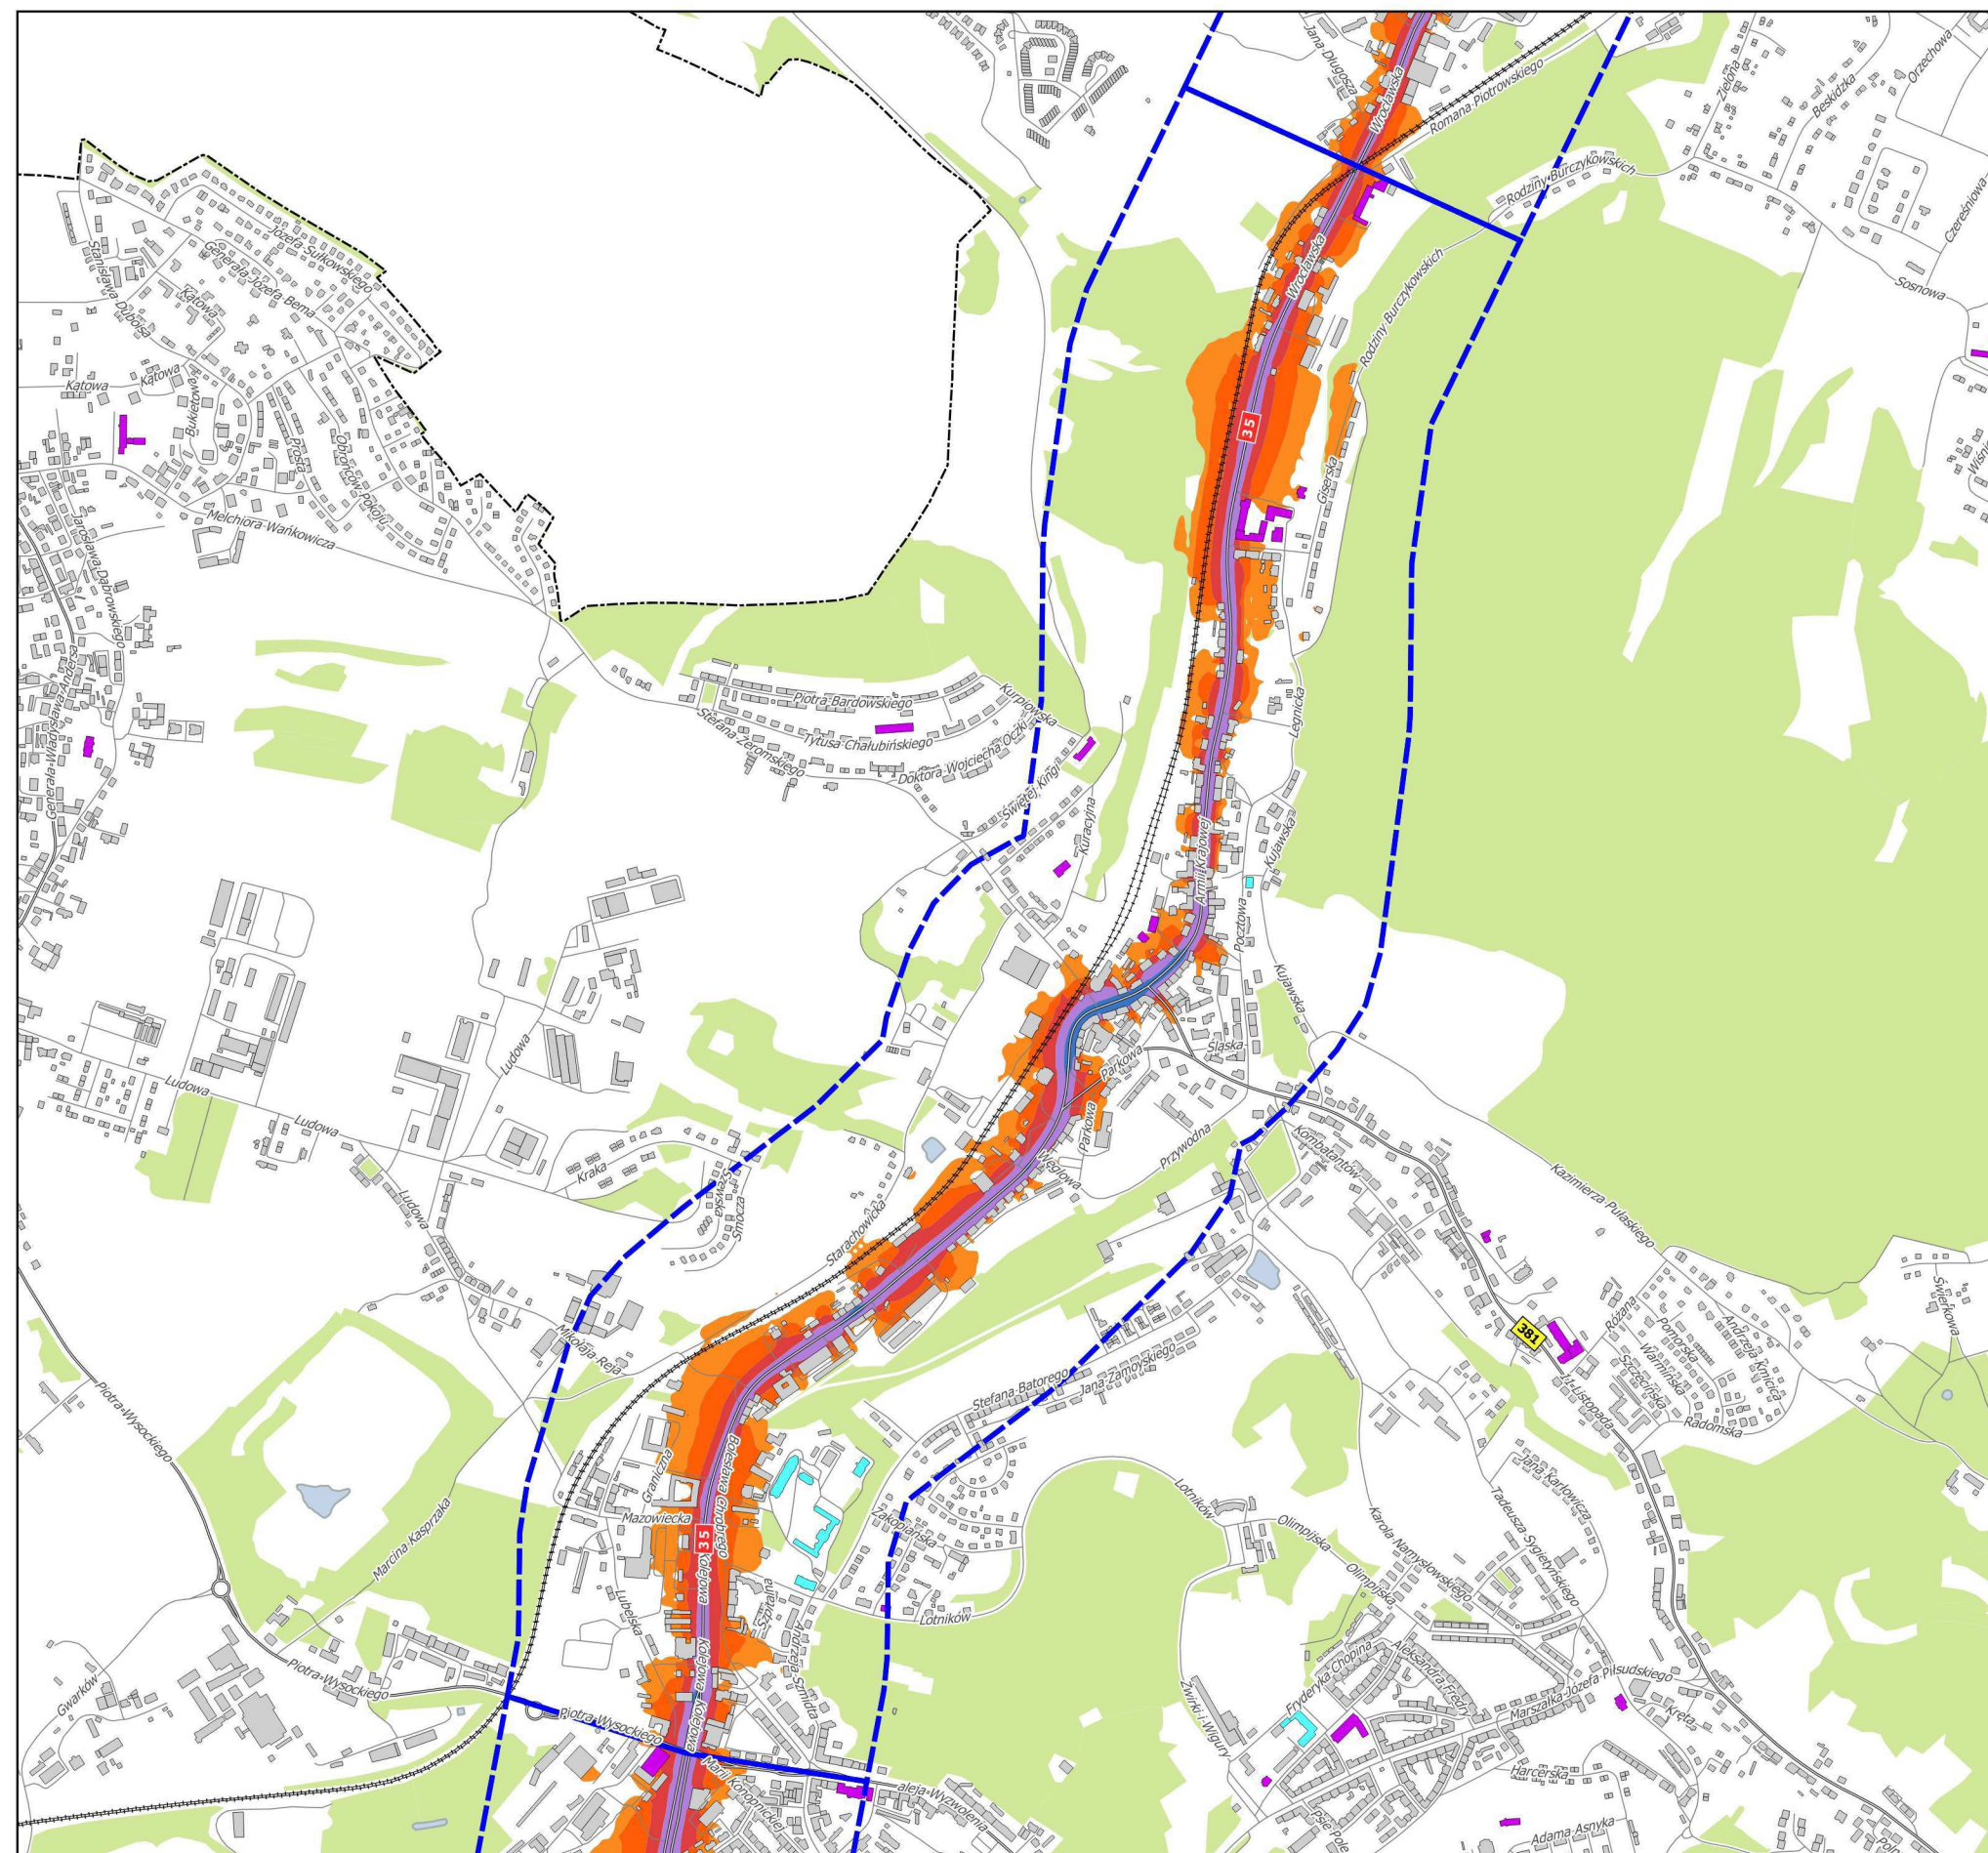 Jana Długosza
Wrocławska
Romana Piotrowskiego
Zielona
Beskidzka
Orzechowa
Rodziny Burczykowskich
Czereśniowa
Sosnowa
Józefa Sułkowskiego
Generała Józefa Bema
Stanisława Dubois'a
Kątowa
Wrocławska
Rodziny Burczykowskich
Kątowa
Kątowa
Bukietowa
Prosta
Obrońców Pokoju
35
Giserska
Melchiora Wańkowicza
Jarosława Dąbrowskiego
Generała Władysława Andersa
Piotra Bardowskiego
Kurpiowska
Tytusa Chałubińskiego
Stefana Żeromskiego
Doktora Wojciecha Oczki
Świętej Kingi
Legnicka
Kuracyjna
Armii Krajowej
Kujawska
Pocztowa
Kujawska
Ludowa
Śląska
Parkowa
Ludowa
Ludowa
Parkowa
Przywodna
Kombatantów
Węglowa
Kraka
Szewska
Smocza
Ludowa
Starachowicka
Kazimierza Pułaskiego
Świerkowa
Mikołaja Reja
381
Różana
Pomorska
Andrzeja Kmicica
Warmińska
Szczecińska
Radomska
11 Listopada
Stefana Batorego
Jana Zamoyskiego
Piotra Wysockiego
Graniczna
Bolesława Chrobrego
Mazowiecka
Zakopiańska
Lotników
Olimpijska
Karola Namysłowskiego
Tadeusza Sygietyńskiego
Jana Karłowicza
Marcina Kasprzaka
35
Kolejowa
Lubelska
Szpitalna
Lotników
Olimpijska
Andrzeja Szmidta
Kolejowa
Kolejowa
Gwarków
Piotra Wysockiego
Piotra Wysockiego
Fryderyka Chopina
Aleksandra Fredry
Marszałka Józefa Piłsudskiego
Kręta
Żwirki i Wigury
Marii Konopnickiej
aleja Wyzwolenia
Harcerska
Psie Pole
Adama Asnyka